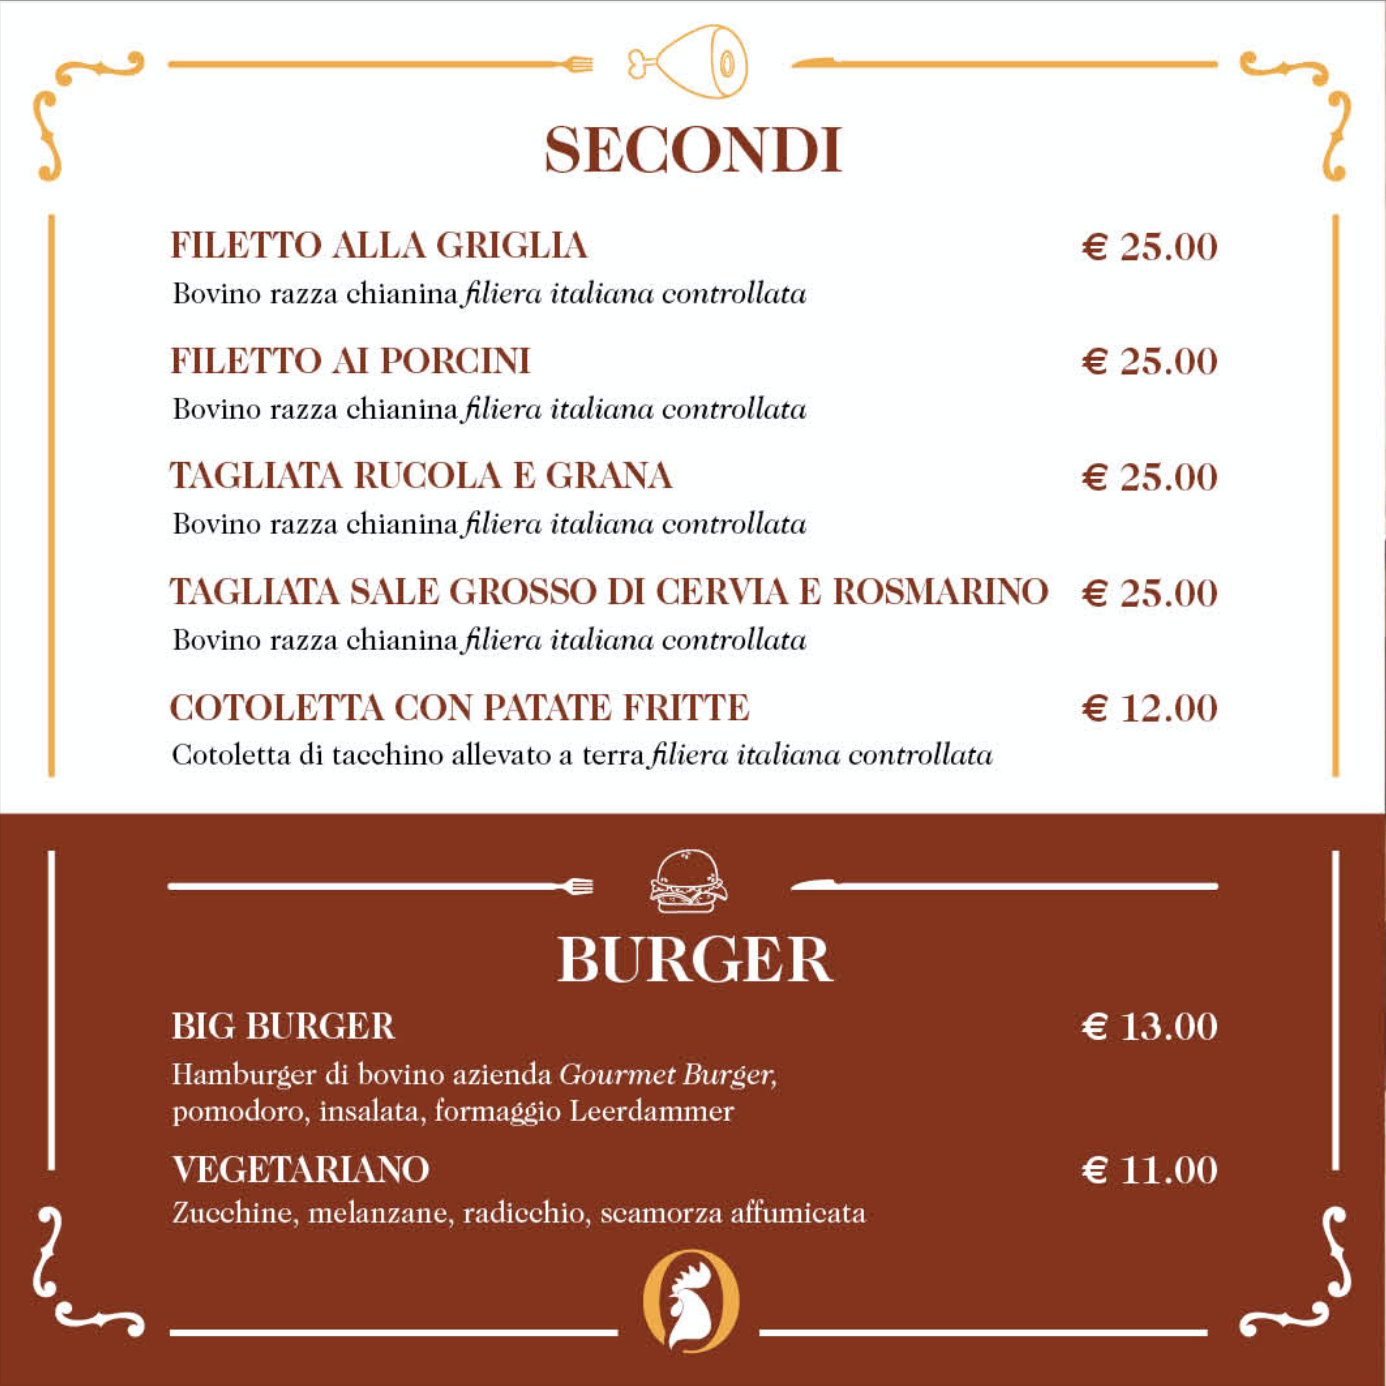 SECONDI
FILETTO ALLA GRIGLIA € 25.00
Bovino razza chianina filiera italiana controllata
FILETTO AI PORCINI € 25.00
Bovino razza chianina filiera italiana controllata
TAGLIATA RUCOLA E GRANA € 25.00
Bovino razza chianina filiera italiana controllata
TAGLIATA SALE GROSSO DI CERVIA E ROSMARINO € 25.00
Bovino razza chianina filiera italiana controllata
COTOLETTA CON PATATE FRITTE € 12.00
Cotoletta di tacchino allevato a terra filiera italiana controllata
BURGER
BIG BURGER € 13.00
Hamburger di bovino azienda Gourmet Burger,
pomodoro, insalata, formaggio Leerdammer
VEGETARIANO € 11.00
Zucchine, melanzane, radicchio, scamorza affumicata